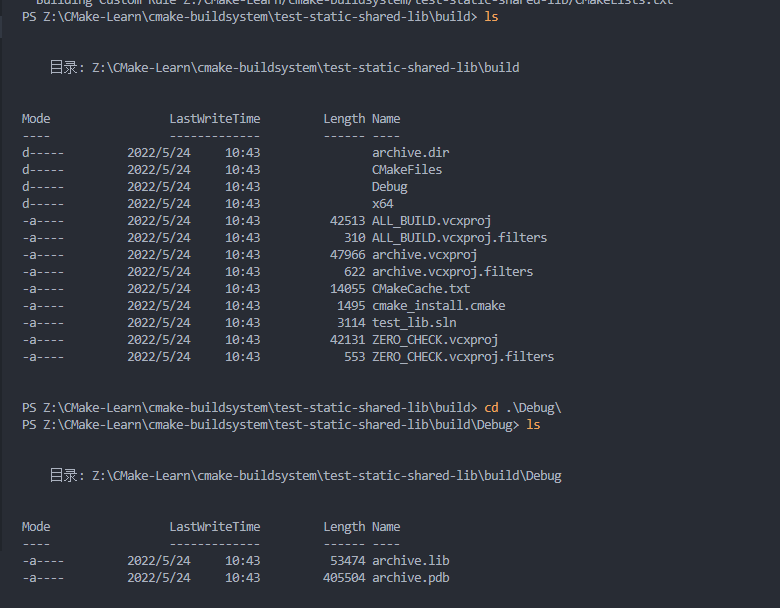 Building Custom Rule Z:/CMake-Learn/cmake-buildsystem/test-static-shared-lib/CMakeLists.txt
PS Z:\CMake-Learn\cmake-buildsystem\test-static-shared-lib\build> ls
目录: Z:\CMake-Learn\cmake-buildsystem\test-static-shared-lib\build
Mode LastWriteTime Length Name
---- ------------- ------ ----
d----- 2022/5/24 10:43 archive.dir
d----- 2022/5/24 10:43 CMakeFiles
d----- 2022/5/24 10:43 Debug
d----- 2022/5/24 10:43 x64
-a---- 2022/5/24 10:43 42513 ALL_BUILD.vcxproj
-a---- 2022/5/24 10:43 310 ALL_BUILD.vcxproj.filters
-a---- 2022/5/24 10:43 47966 archive.vcxproj
-a---- 2022/5/24 10:43 622 archive.vcxproj.filters
-a---- 2022/5/24 10:43 14055 CMakeCache.txt
-a---- 2022/5/24 10:43 1495 cmake_install.cmake
-a---- 2022/5/24 10:43 3114 test_lib.sln
-a---- 2022/5/24 10:43 42131 ZERO_CHECK.vcxproj
-a---- 2022/5/24 10:43 553 ZERO_CHECK.vcxproj.filters
PS Z:\CMake-Learn\cmake-buildsystem\test-static-shared-lib\build> cd .\Debug\
PS Z:\CMake-Learn\cmake-buildsystem\test-static-shared-lib\build\Debug> ls
目录: Z:\CMake-Learn\cmake-buildsystem\test-static-shared-lib\build\Debug
Mode LastWriteTime Length Name
---- ------------- ------ ----
-a---- 2022/5/24 10:43 53474 archive.lib
-a---- 2022/5/24 10:43 405504 archive.pdb